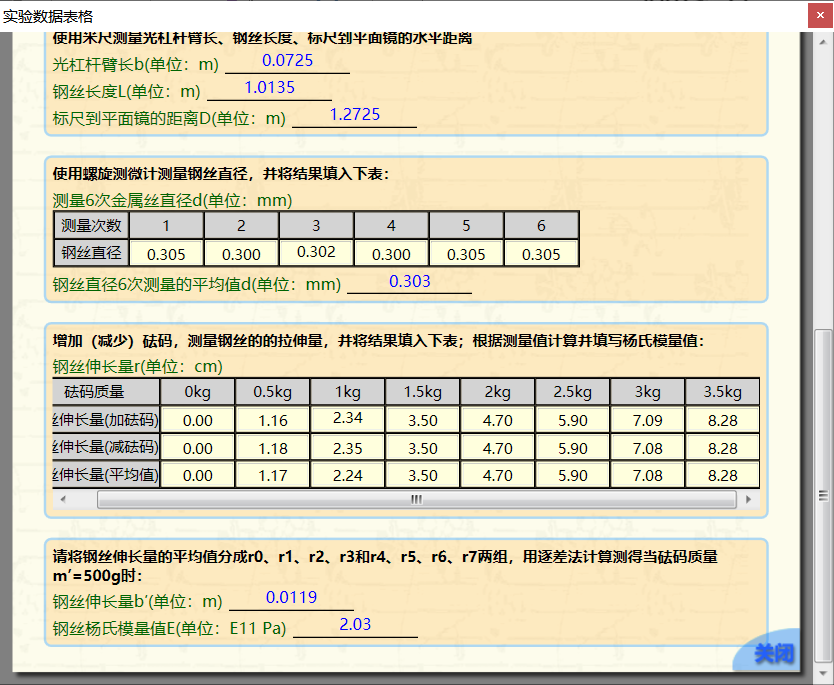 实验数据表格
使用米尺测量光杠杆臂长、钢丝长度、标尺到平面镜的水平距离
光杠杆臂长b(单位：m) 0.0725
钢丝长度L(单位：m) 1.0135
标尺到平面镜的距离D(单位：m) 1.2725
使用螺旋测微计测量钢丝直径，并将结果填入下表：
测量6次金属丝直径d(单位：mm)
测量次数 1 2 3 4 5 6
钢丝直径 0.305 0.300 0.302 0.300 0.305 0.305
钢丝直径6次测量的平均值d(单位：mm) 0.303
增加（减少）砝码，测量钢丝的的拉伸量，并将结果填入下表；根据测量值计算并填写杨氏模量值：
钢丝伸长量r(单位：cm)
砝码质量 0kg 0.5kg 1kg 1.5kg 2kg 2.5kg 3kg 3.5kg
丝伸长量(加砝码) 0.00 1.16 2.34 3.50 4.70 5.90 7.09 8.28
丝伸长量(减砝码) 0.00 1.18 2.35 3.50 4.70 5.90 7.08 8.28
丝伸长量(平均值) 0.00 1.17 2.24 3.50 4.70 5.90 7.08 8.28
请将钢丝伸长量的平均值分成r0、r1、r2、r3和r4、r5、r6、r7两组，用逐差法计算测得当砝码质量
m′=500g时：
钢丝伸长量b′(单位：m) 0.0119
钢丝杨氏模量值E(单位：E11 Pa) 2.03
关闭